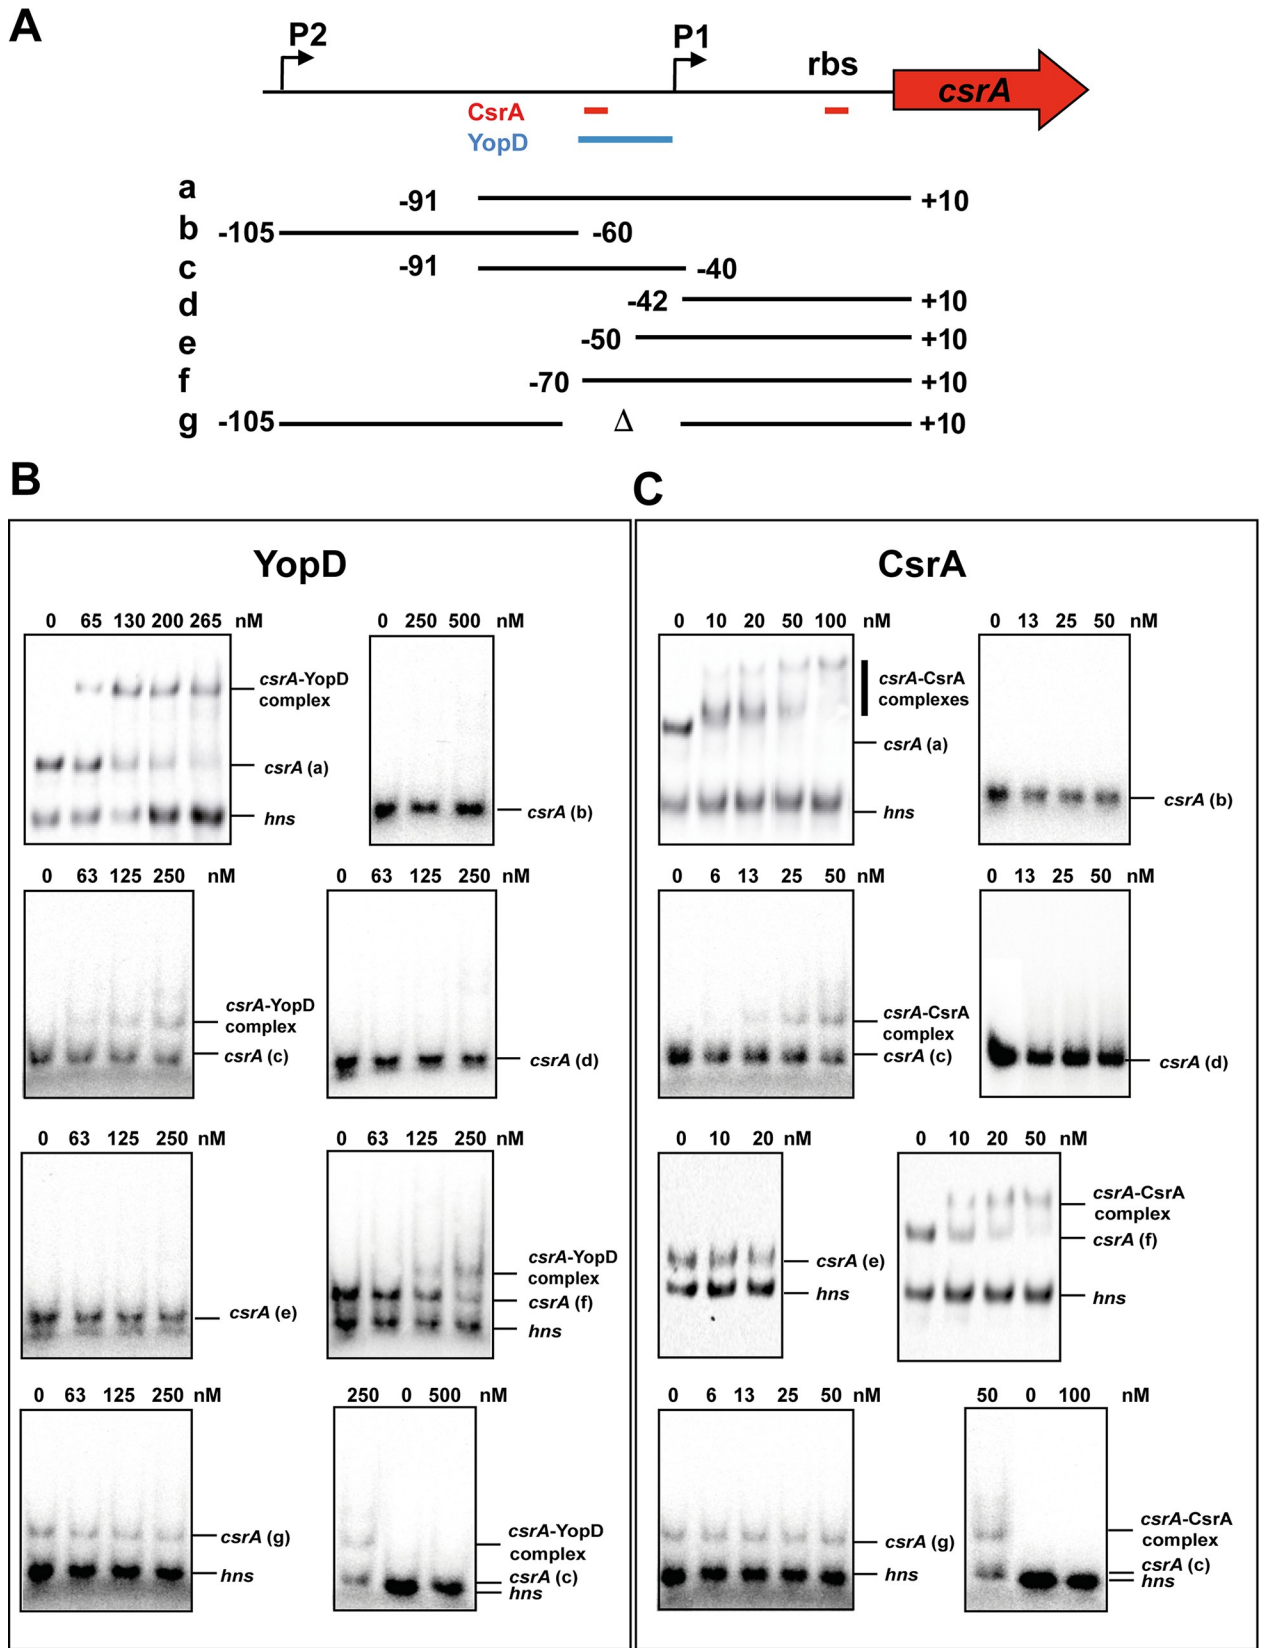 A
P2
P1
rbs
csrA
CsrA
YopD
a -91 +10
b -105 -60
c -91 -40
d -42 +10
e -50 +10
f -70 +10
g -105 Δ +10
B
YopD
0 65 130 200 265 nM
csrA-YopD
complex
csrA (a)
hns
0 250 500 nM
csrA (b)
0 63 125 250 nM
csrA-YopD
complex
csrA (c)
0 63 125 250 nM
csrA (d)
0 63 125 250 nM
csrA (e)
0 63 125 250 nM
csrA-YopD
complex
csrA (f)
hns
0 63 125 250 nM
csrA (g)
hns
250 0 500 nM
csrA-YopD
complex
csrA (c)
hns
C
CsrA
0 10 20 50 100 nM
csrA-CsrA
complexes
csrA (a)
hns
0 13 25 50 nM
csrA (b)
0 6 13 25 50 nM
csrA-CsrA
complex
csrA (c)
0 13 25 50 nM
csrA (d)
0 10 20 nM
csrA (e)
hns
0 10 20 50 nM
csrA-CsrA
complex
csrA (f)
hns
0 6 13 25 50 nM
csrA (g)
hns
50 0 100 nM
csrA-CsrA
complex
csrA (c)
hns